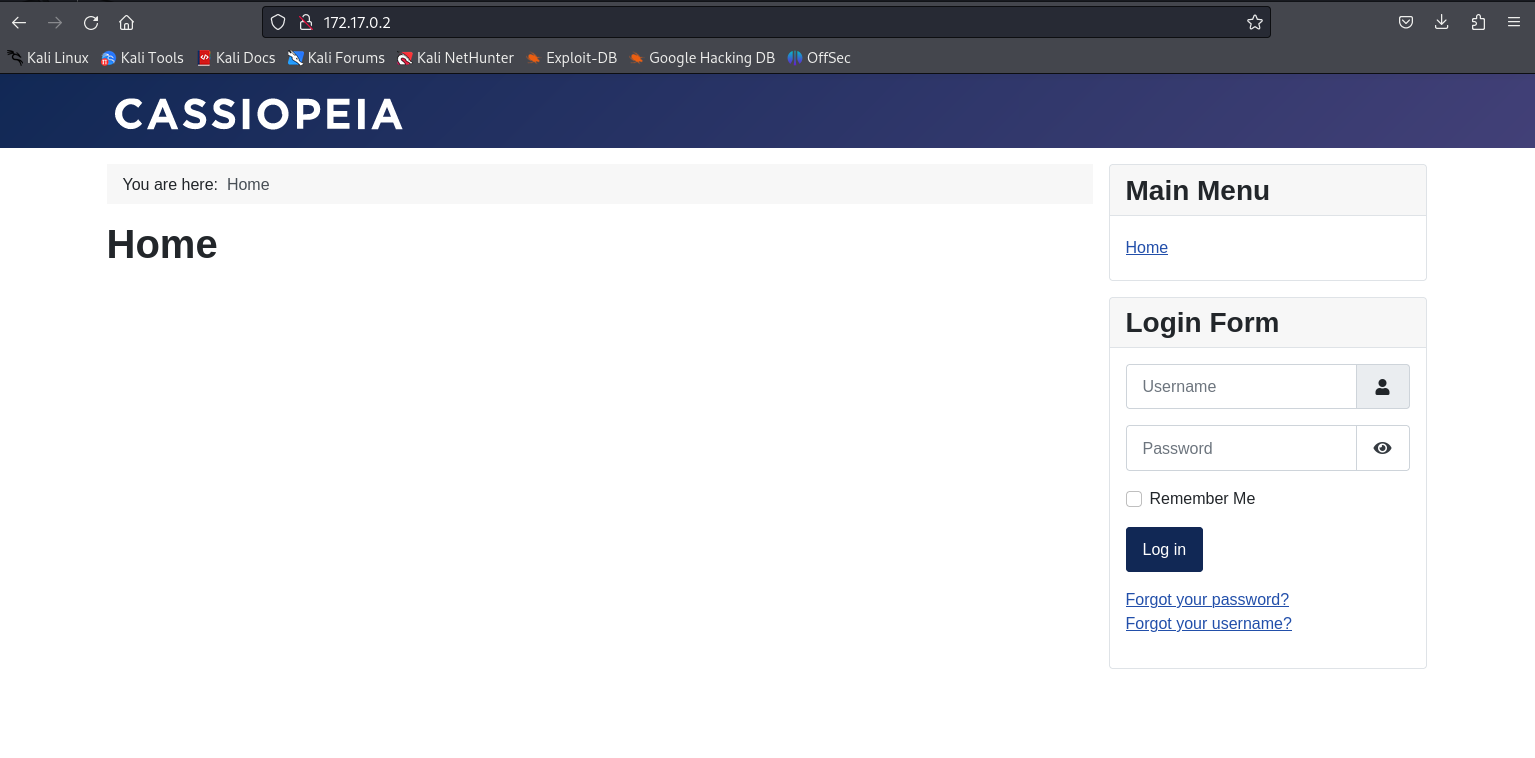 172.17.0.2
Kali Linux Kali Tools Kali Docs Kali Forums Kali NetHunter Exploit-DB Google Hacking DB OffSec
CASSIOPEIA
You are here: Home
Home
Main Menu
Home
Login Form
Username
Password
Remember Me
Log in
Forgot your password?
Forgot your username?